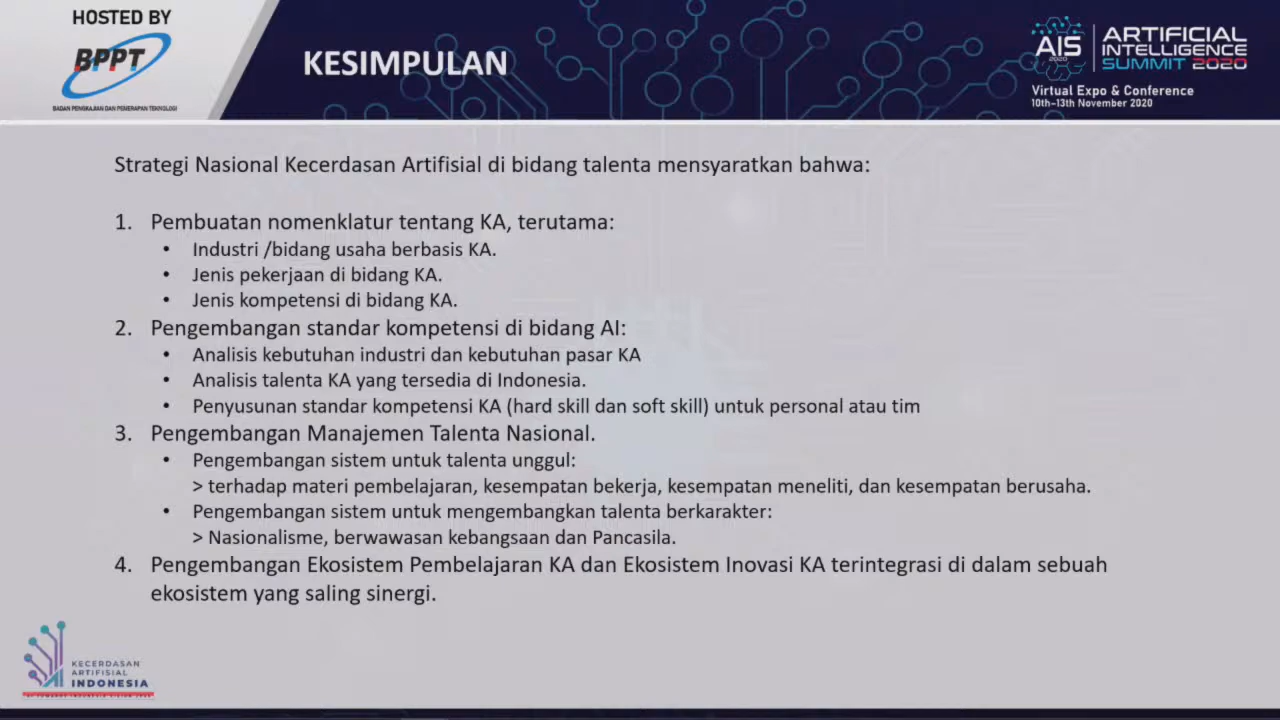 HOSTED BY
BPPT
BADAN PENGKAJIAN DAN PENERAPAN TEKNOLOGI
KESIMPULAN
AIS
2020
ARTIFICIAL
INTELLIGENCE
SUMMIT 2020
Virtual Expo & Conference
10th-13th November 2020
Strategi Nasional Kecerdasan Artifisial di bidang talenta mensyaratkan bahwa:
1. Pembuatan nomenklatur tentang KA, terutama:
• Industri /bidang usaha berbasis KA.
• Jenis pekerjaan di bidang KA.
• Jenis kompetensi di bidang KA.
2. Pengembangan standar kompetensi di bidang AI:
• Analisis kebutuhan industri dan kebutuhan pasar KA
• Analisis talenta KA yang tersedia di Indonesia.
• Penyusunan standar kompetensi KA (hard skill dan soft skill) untuk personal atau tim
3. Pengembangan Manajemen Talenta Nasional.
• Pengembangan sistem untuk talenta unggul:
> terhadap materi pembelajaran, kesempatan bekerja, kesempatan meneliti, dan kesempatan berusaha.
• Pengembangan sistem untuk mengembangkan talenta berkarakter:
> Nasionalisme, berwawasan kebangsaan dan Pancasila.
4. Pengembangan Ekosistem Pembelajaran KA dan Ekosistem Inovasi KA terintegrasi di dalam sebuah
ekosistem yang saling sinergi.
KECERDASAN
ARTIFISIAL
INDONESIA